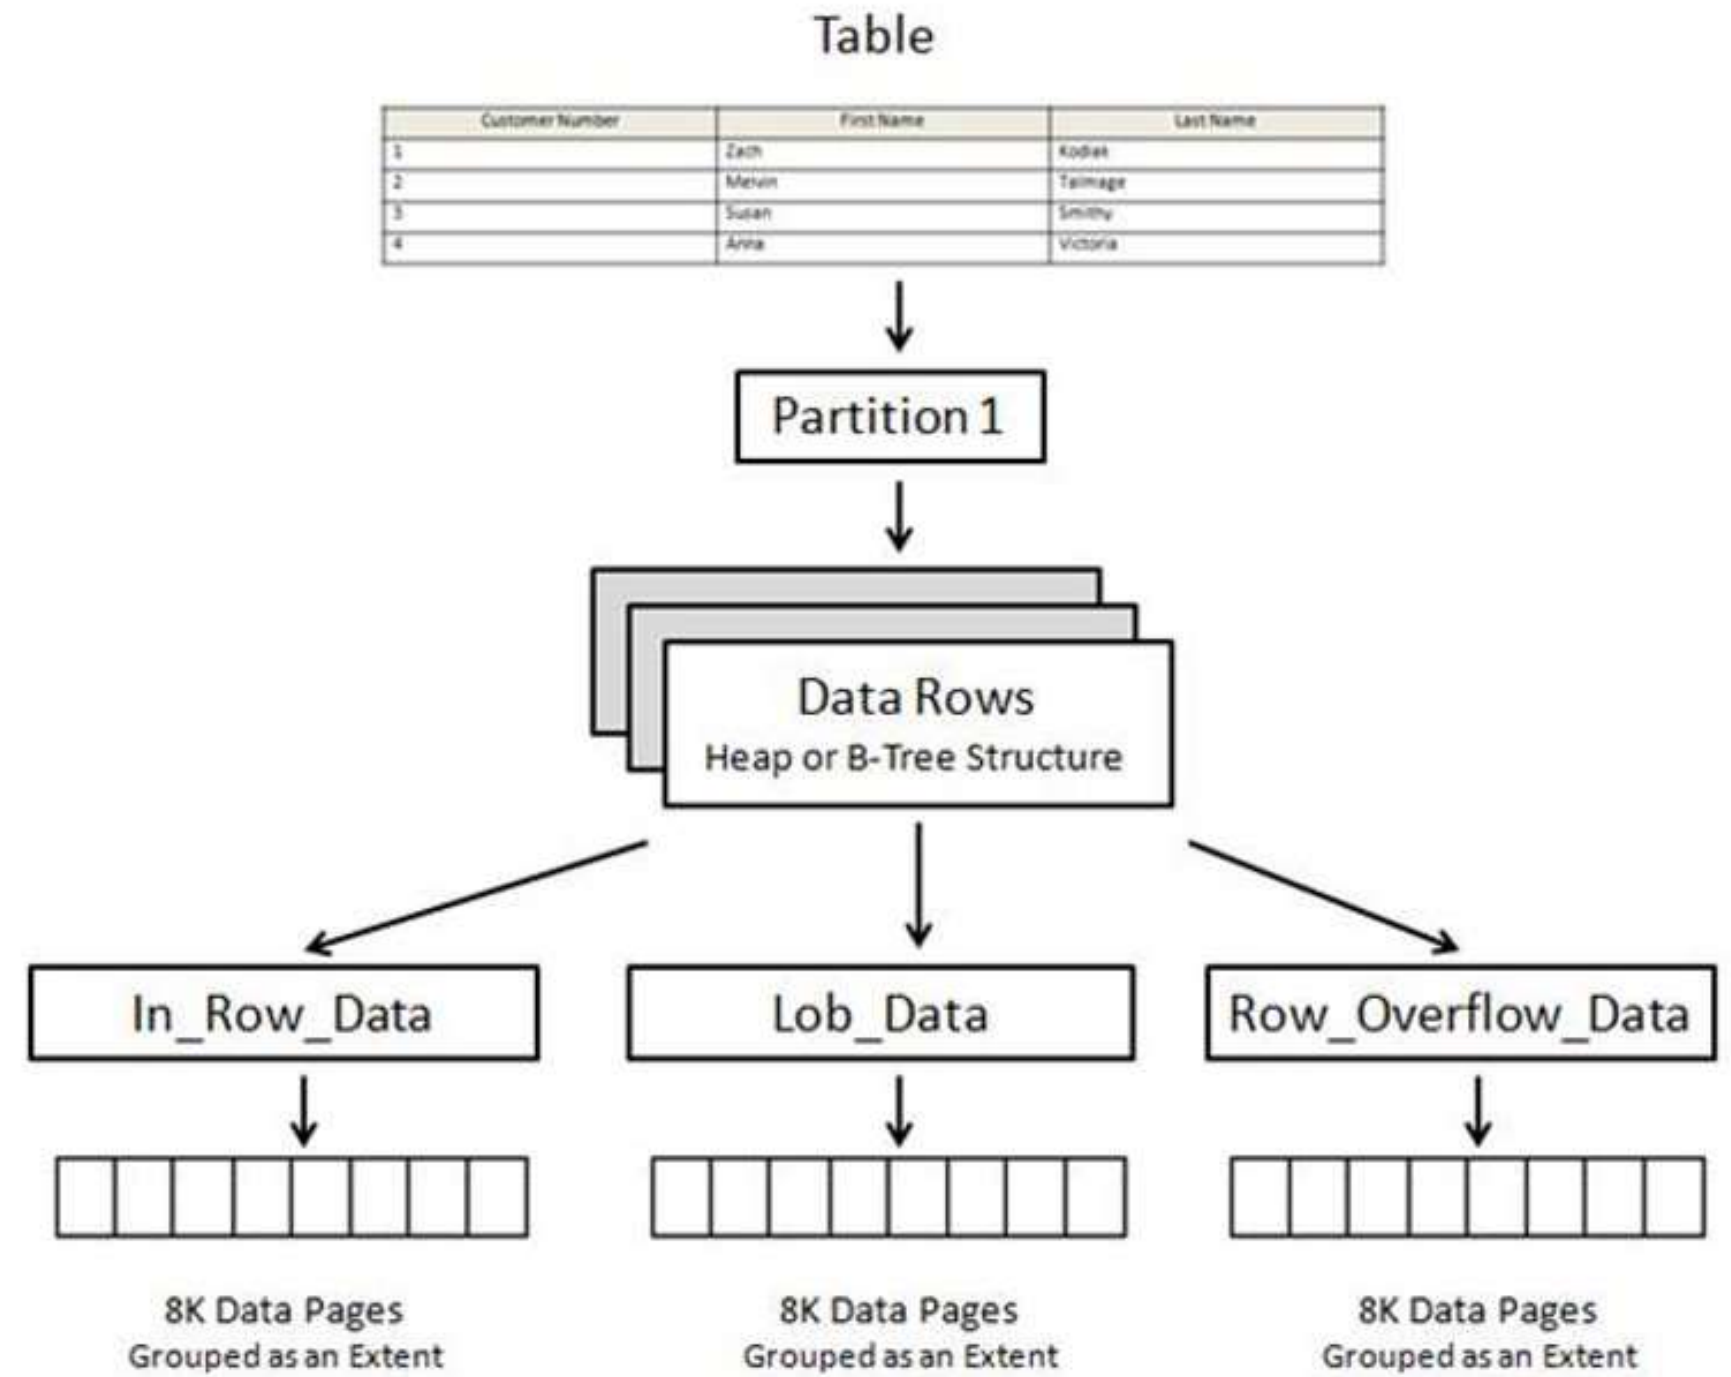 Table
Customer Number First Name Last Name
1 Zach Kodiak
2 Melvin Talmage
3 Susan Smithy
4 Anna Victoria
Partition 1
Data Rows
Heap or B-Tree Structure
In_Row_Data Lob_Data Row_Overflow_Data
8K Data Pages 8K Data Pages 8K Data Pages
Grouped as an Extent Grouped as an Extent Grouped as an Extent